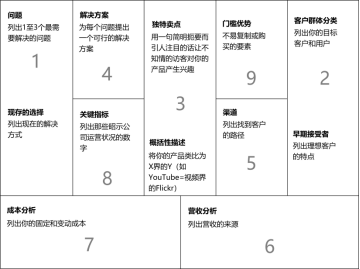 问题
列出1至3个最需要解决的问题
1
现存的选择
列出现在的解决方式
解决方案
为每个问题提出一个可行的解决方案
4
关键指标
列出那些昭示公司运营状况的数字
8
独特卖点
用一句简明扼要而引人注目的话让不知情的访客对你的产品产生兴趣
3
概括性描述
将你的产品类比为X界的Y（如YouTube=视频界的Flickr）
门槛优势
不易复制或购买的要素
9
渠道
列出找到客户的路径
5
客户群体分类
列出你的目标客户和用户
2
早期接受者
列出理想客户的特点
成本分析
列出你的固定和变动成本
7
营收分析
列出营收的来源
6